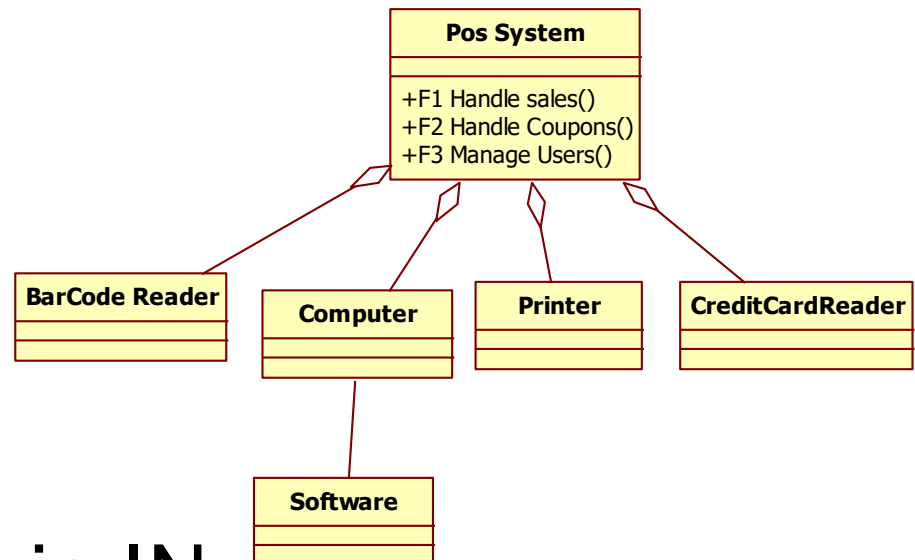 Pos System
+F1 Handle sales()
+F2 Handle Coupons()
+F3 Manage Users()
BarCode Reader
Computer
Printer
CreditCardReader
Software